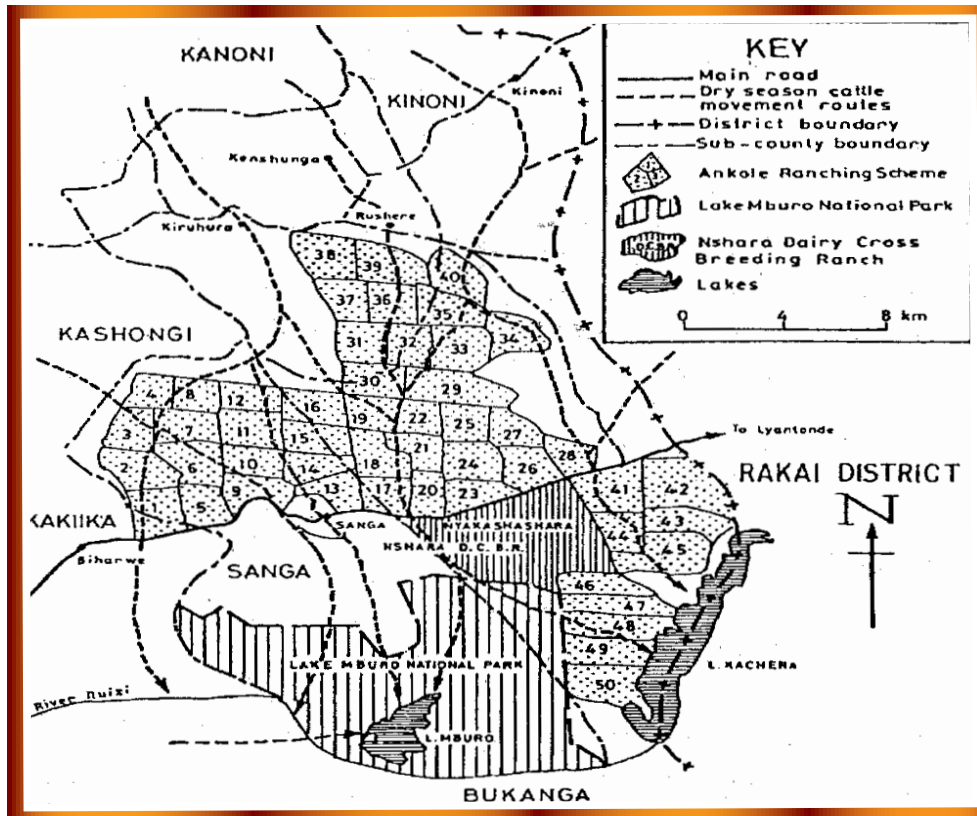 KEY
Main road
Dry season cattle
movement routes
District boundary
Sub-county boundary
Ankole Ranching Scheme
Lake Mburo National Park
Nshara Dairy Cross
Breeding Ranch
Lakes
0 4 8 km
KANONI
KINONI
Kinoni
Kenshunga
Kiruhura
Rushere
38
39
40
37
36
35
KASHONGI
31
32
33
34
30
29
4
8
12
16
19
22
25
27
3
7
11
15
21
28
To Lyantonde
2
6
10
14
18
24
26
41
42
RAKAI DISTRICT
1
5
9
13
17
20
23
43
N
KAKIIKA
SANGA
NYAKASHASHARA
44
45
Biharwe
NSHARA D.C.B.R.
SANGA
46
47
48
LAKE MBURO NATIONAL PARK
49
L. KACHERA
50
River Ruizi
L. MBURO
BUKANGA